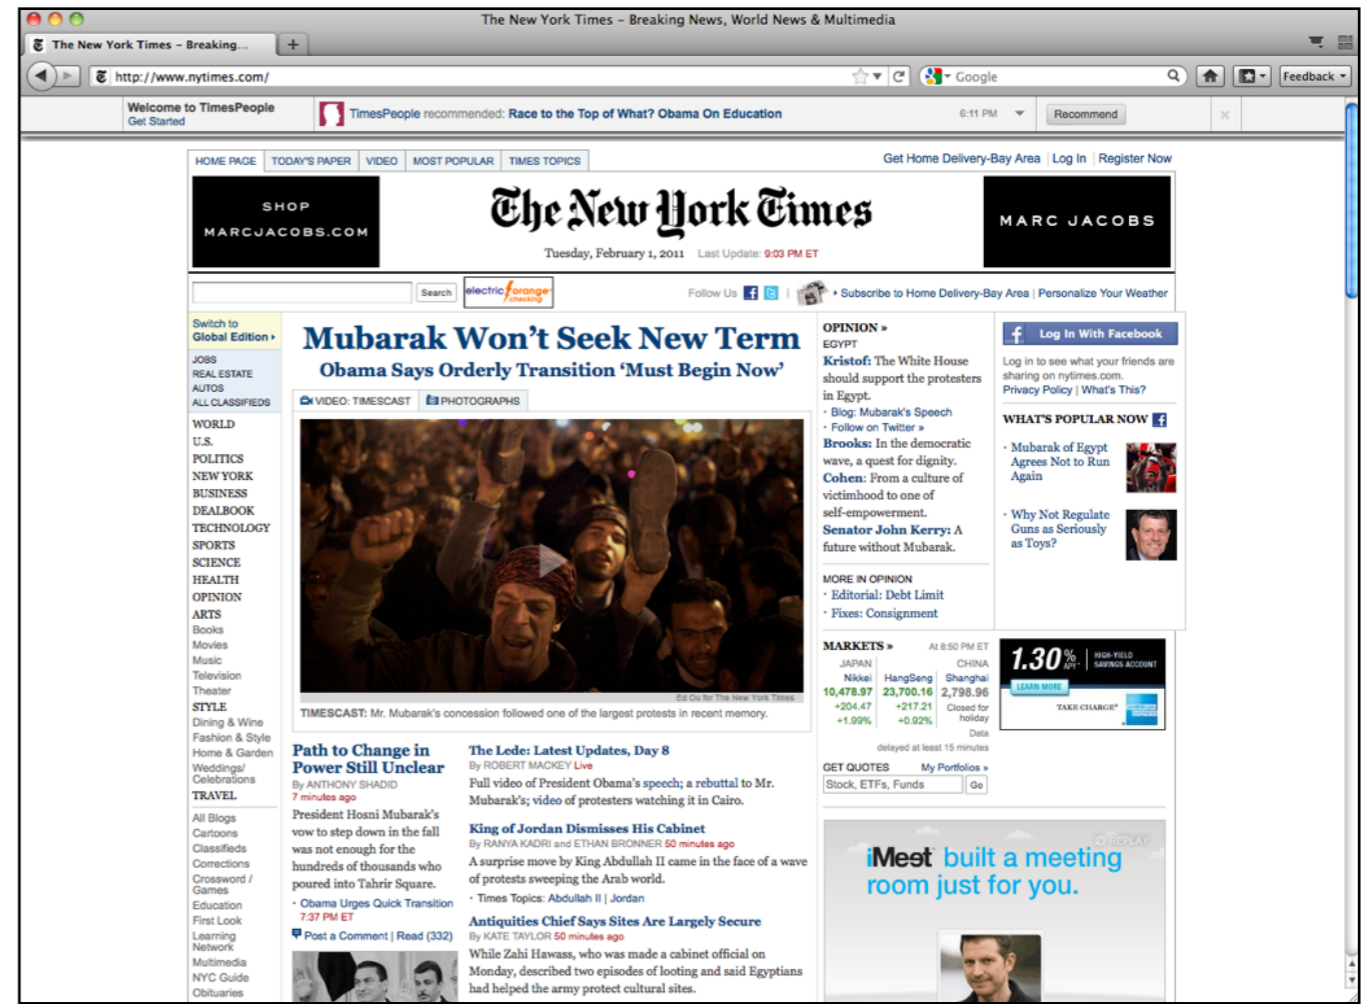 The New York Times – Breaking News, World News & Multimedia
The New York Times – Breaking...
http://www.nytimes.com/
Google
Feedback
Welcome to TimesPeople
Get Started
TimesPeople recommended: Race to the Top of What? Obama On Education
6:11 PM
Recommend
HOME PAGE TODAY'S PAPER VIDEO MOST POPULAR TIMES TOPICS
Get Home Delivery-Bay Area Log In Register Now
SHOP
MARCJACOBS.COM
The New York Times
Tuesday, February 1, 2011 Last Update: 9:03 PM ET
MARC JACOBS
Search
electric orange
checking
Follow Us
Subscribe to Home Delivery-Bay Area | Personalize Your Weather
Switch to
Global Edition
JOBS
REAL ESTATE
AUTOS
ALL CLASSIFIEDS
WORLD
U.S.
POLITICS
NEW YORK
BUSINESS
DEALBOOK
TECHNOLOGY
SPORTS
SCIENCE
HEALTH
OPINION
ARTS
Books
Movies
Music
Television
Theater
STYLE
Dining & Wine
Fashion & Style
Home & Garden
Weddings/
Celebrations
TRAVEL
All Blogs
Cartoons
Classifieds
Corrections
Crossword /
Games
Education
First Look
Learning
Network
Multimedia
NYC Guide
Obituaries
Mubarak Won't Seek New Term
Obama Says Orderly Transition 'Must Begin Now'
VIDEO: TIMESCAST PHOTOGRAPHS
Ed Ou for The New York Times
TIMESCAST: Mr. Mubarak's concession followed one of the largest protests in recent memory.
Path to Change in
Power Still Unclear
By ANTHONY SHADID
7 minutes ago
President Hosni Mubarak's
vow to step down in the fall
was not enough for the
hundreds of thousands who
poured into Tahrir Square.
· Obama Urges Quick Transition
7:37 PM ET
Post a Comment | Read (332)
The Lede: Latest Updates, Day 8
By ROBERT MACKEY Live
Full video of President Obama's speech; a rebuttal to Mr.
Mubarak's; video of protesters watching it in Cairo.
King of Jordan Dismisses His Cabinet
By RANYA KADRI and ETHAN BRONNER 50 minutes ago
A surprise move by King Abdullah II came in the face of a wave
of protests sweeping the Arab world.
· Times Topics: Abdullah II | Jordan
Antiquities Chief Says Sites Are Largely Secure
By KATE TAYLOR 50 minutes ago
While Zahi Hawass, who was made a cabinet official on
Monday, described two episodes of looting and said Egyptians
had helped the army protect cultural sites.
OPINION »
EGYPT
Kristof: The White House
should support the protesters
in Egypt.
· Blog: Mubarak's Speech
· Follow on Twitter »
Brooks: In the democratic
wave, a quest for dignity.
Cohen: From a culture of
victimhood to one of
self-empowerment.
Senator John Kerry: A
future without Mubarak.
MORE IN OPINION
· Editorial: Debt Limit
· Fixes: Consignment
Log In With Facebook
Log in to see what your friends are
sharing on nytimes.com.
Privacy Policy | What's This?
WHAT'S POPULAR NOW
· Mubarak of Egypt
Agrees Not to Run
Again
· Why Not Regulate
Guns as Seriously
as Toys?
MARKETS » At 8:50 PM ET
JAPAN CHINA
Nikkei HangSeng Shanghai
10,478.97 23,700.16 2,798.96
+204.47 +217.21 Closed for
+1.99% +0.92% holiday
Data
delayed at least 15 minutes
GET QUOTES My Portfolios »
Stock, ETFs, Funds Go
1.30% APY HIGH-YIELD
SAVINGS ACCOUNT
LEARN MORE
TAKE CHARGE
REPLAY
iMeet built a meeting
room just for you.